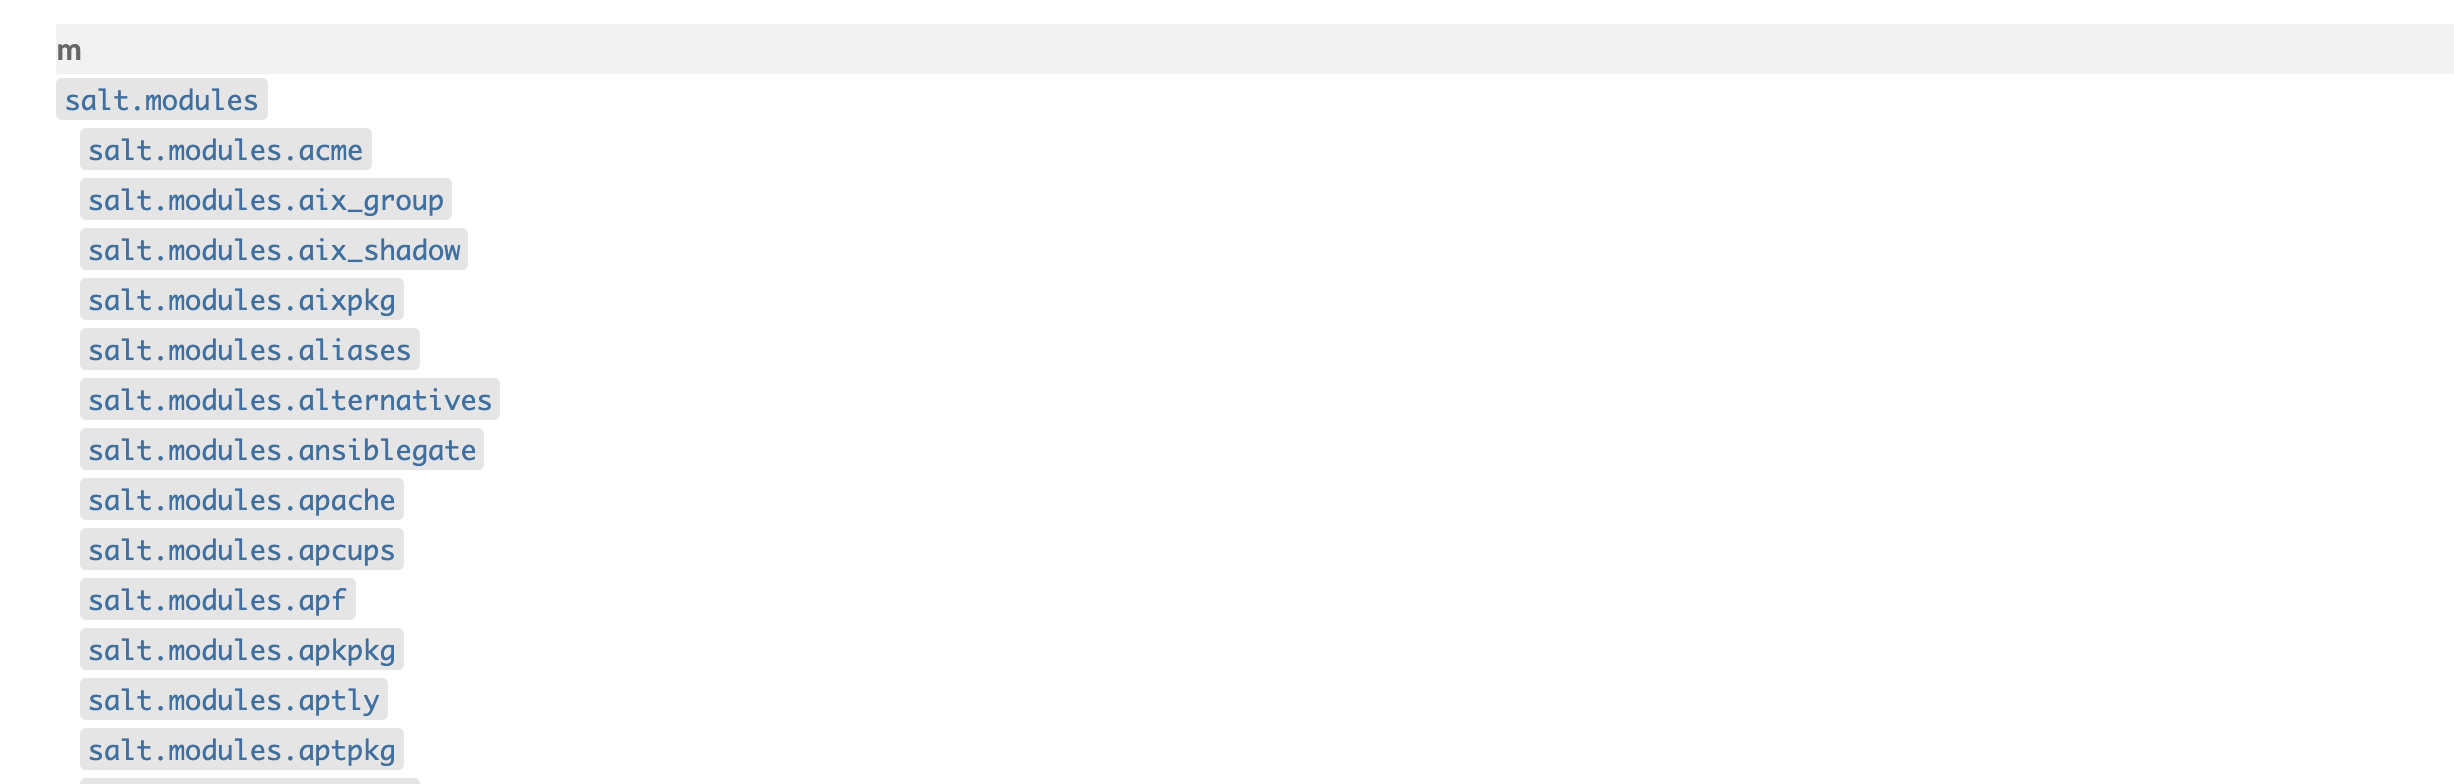 m
salt.modules
salt.modules.acme
salt.modules.aix_group
salt.modules.aix_shadow
salt.modules.aixpkg
salt.modules.aliases
salt.modules.alternatives
salt.modules.ansiblegate
salt.modules.apache
salt.modules.apcups
salt.modules.apf
salt.modules.apkpkg
salt.modules.aptly
salt.modules.aptpkg